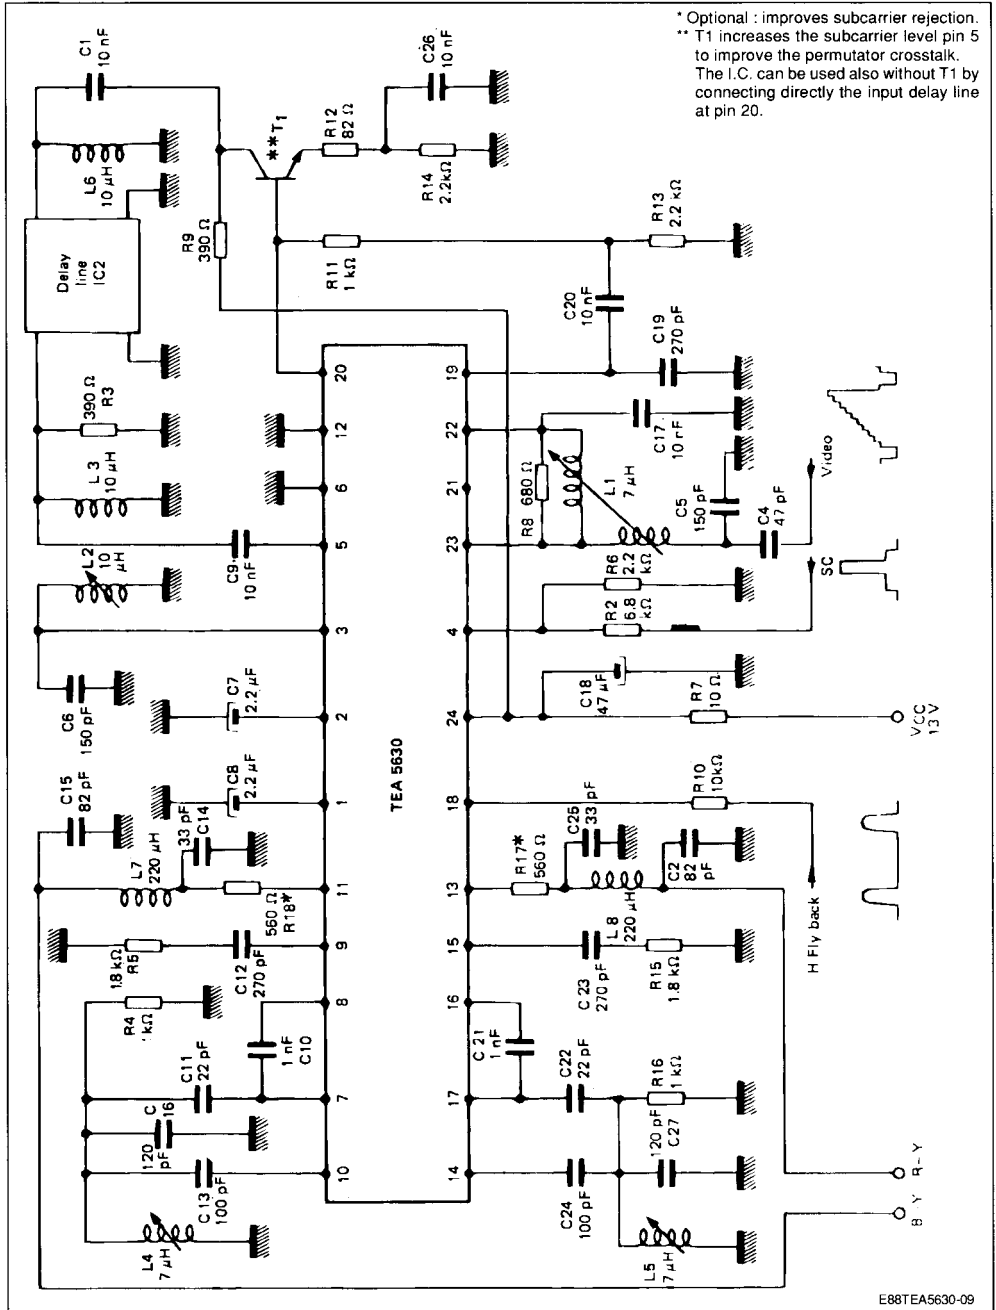 * Optional : improves subcarrier rejection.
** T1 increases the subcarrier level pin 5
to improve the permutator crosstalk.
The I.C. can be used also without T1 by
connecting directly the input delay line
at pin 20.
C1
10 nF
L6
10 µH
Delay
line
IC2
390 Ω
R3
L3
10 µH
L2
10
µH
C9
10 nF
R9
390 Ω
**T1
R12
82 Ω
C26
10 nF
R14
2.2kΩ
R11
1 kΩ
R13
2.2 kΩ
C20
10 nF
C19
270 pF
C17
10 nF
R8 680 Ω
L1
7 µH
C5
150 pF
C4
47 pF
Video
R6
2.2
kΩ
R2
6.8
kΩ
SC
C6
150 pF
C7
2.2 µF
C8
2.2 µF
C18
47 µF
R7
10 Ω
VCC
13 V
C15
82 pF
L7
220 µH
33 pF
C14
560 Ω
R18*
R10
10kΩ
H Fly back
R17*
560 Ω
C25
33 pF
L8
220 µH
C2
82
pF
1.8 kΩ
R5
C12
270 pF
C23
270 pF
R15
1.8 kΩ
R4
1kΩ
1 nF
C10
C11
22 pF
C
16
120
pF
C13
100 pF
L4
7 µH
C21
1 nF
C22
22 pF
R16
1 kΩ
120 pF
C27
C24
100 pF
L5
7 µH
R-Y
B Y
TEA 5630
20
12
6
5
3
2
1
11
9
8
7
10
19
22
21
23
4
24
18
13
15
16
17
14
E88TEA5630-09